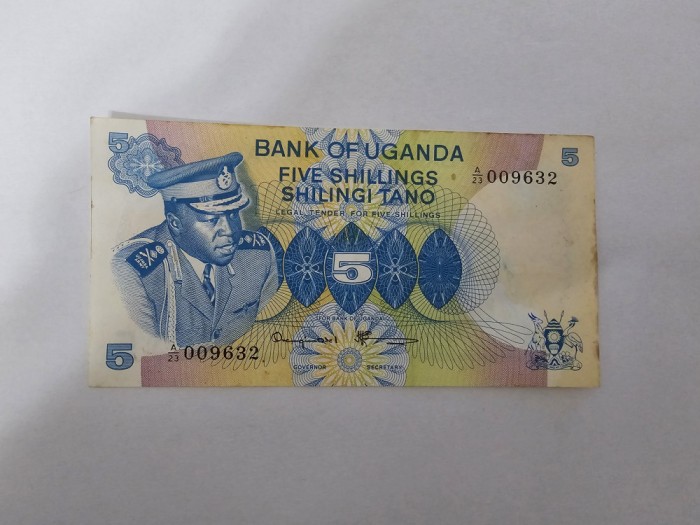 5
BANK OF UGANDA
5
FIVE SHILLINGS
A/23 009632
SHILINGI TANO
LEGAL TENDER FOR FIVE SHILLINGS
5
FOR BANK OF UGANDA
5
A/23 009632
GOVERNOR SECRETARY